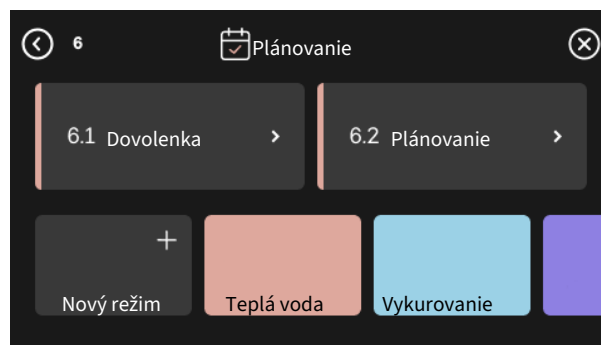 6 Plánovanie
6.1 Dovolenka
6.2 Plánovanie
Nový režim
Teplá voda
Vykurovanie